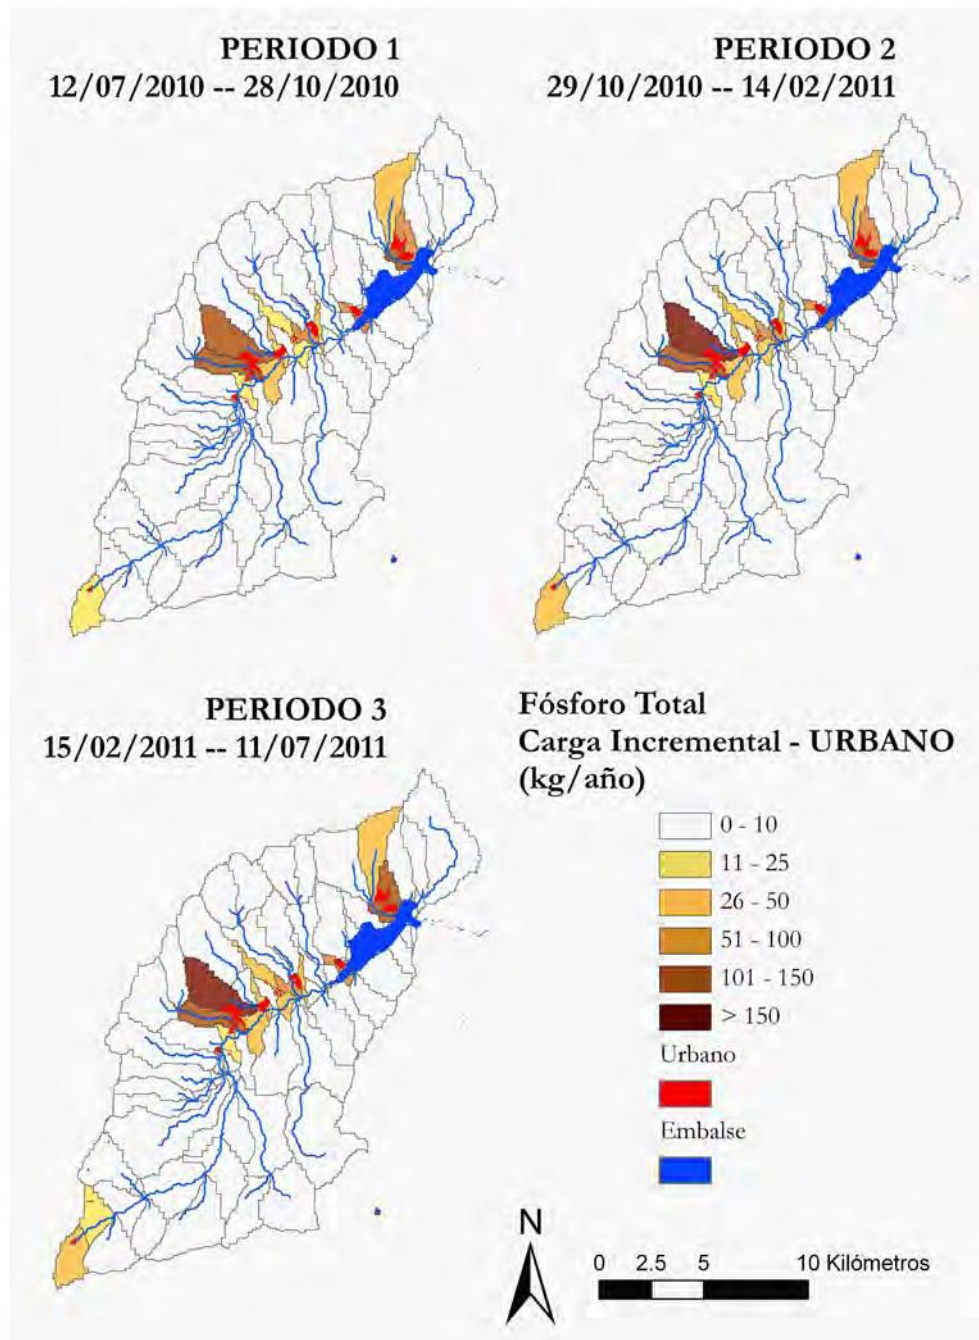 PERIODO 1
12/07/2010 -- 28/10/2010
PERIODO 2
29/10/2010 -- 14/02/2011
PERIODO 3
15/02/2011 -- 11/07/2011
Fósforo Total
Carga Incremental - URBANO
(kg/año)
0 - 10
11 - 25
26 - 50
51 - 100
101 - 150
> 150
Urbano
Embalse
N
0 2.5 5 10 Kilómetros